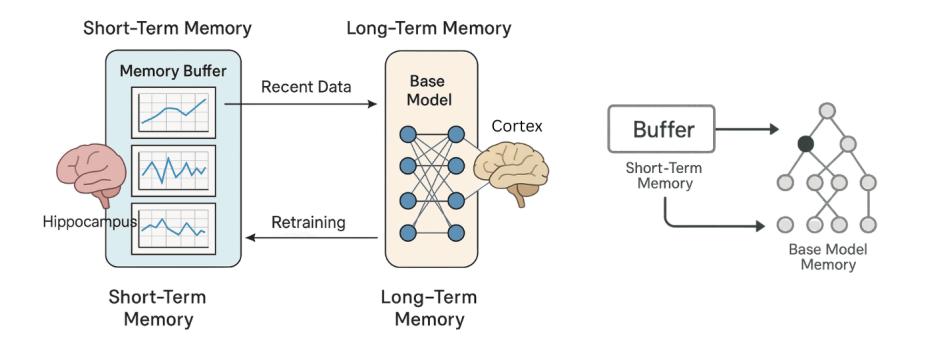 Short-Term Memory
Long-Term Memory
Memory Buffer
Recent Data
Base
Model
Cortex
Hippocampus
Retraining
Short-Term
Memory
Long-Term
Memory
Buffer
Short-Term
Memory
Base Model
Memory